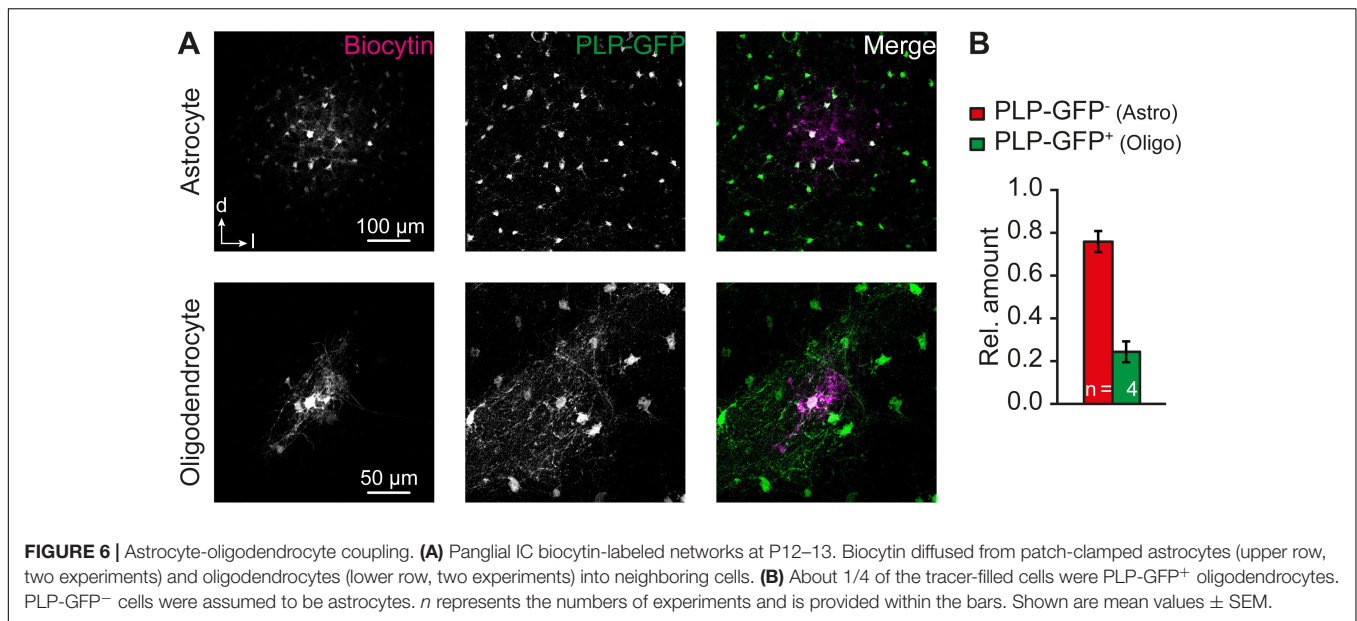 A
Biocytin
PLP-GFP
Merge
B
Astrocyte
d
l
100 µm
Oligodendrocyte
50 µm
PLP-GFP⁻ (Astro)
PLP-GFP⁺ (Oligo)
Rel. amount
1.0
0.8
0.6
0.4
0.2
0.0
n = 4
FIGURE 6 | Astrocyte-oligodendrocyte coupling. (A) Panglial IC biocytin-labeled networks at P12–13. Biocytin diffused from patch-clamped astrocytes (upper row,
two experiments) and oligodendrocytes (lower row, two experiments) into neighboring cells. (B) About 1/4 of the tracer-filled cells were PLP-GFP⁺ oligodendrocytes.
PLP-GFP⁻ cells were assumed to be astrocytes. n represents the numbers of experiments and is provided within the bars. Shown are mean values ± SEM.